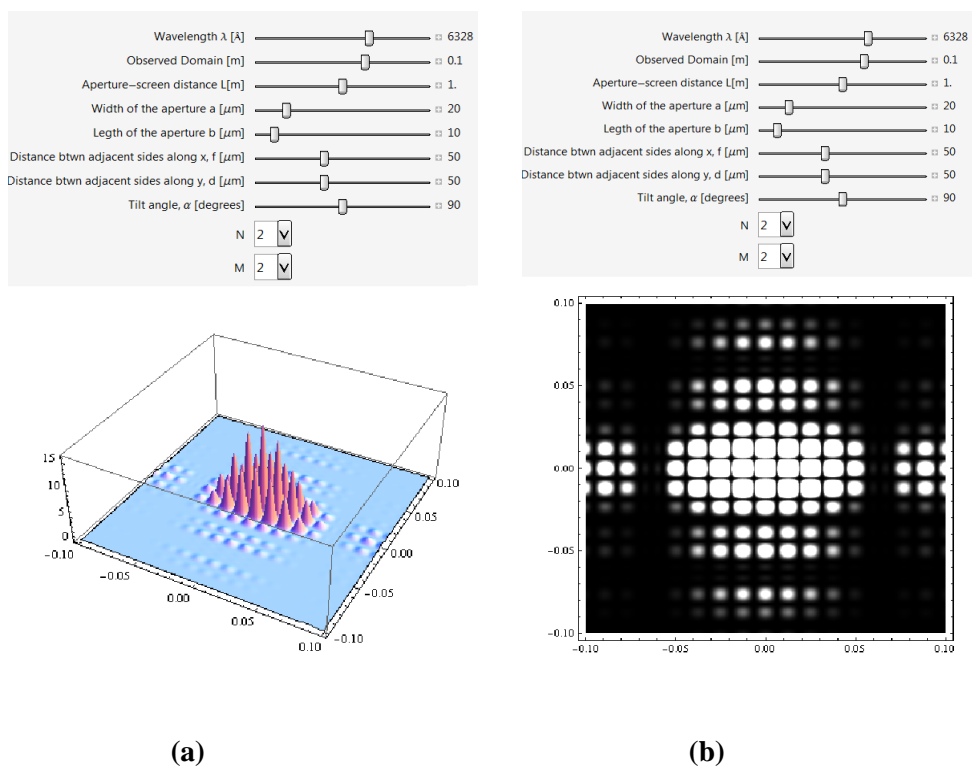 Wavelength λ [Å] 6328
Observed Domain [m] 0.1
Aperture−screen distance L[m] 1.
Width of the aperture a [μm] 20
Legth of the aperture b [μm] 10
Distance btwn adjacent sides along x, f [μm] 50
Distance btwn adjacent sides along y, d [μm] 50
Tilt angle, α [degrees] 90
N 2
M 2
15
10
5
0
−0.10
−0.05
0.00
0.05
0.10
−0.10
−0.05
0.00
0.05
0.10
(a)
Wavelength λ [Å] 6328
Observed Domain [m] 0.1
Aperture−screen distance L[m] 1.
Width of the aperture a [μm] 20
Legth of the aperture b [μm] 10
Distance btwn adjacent sides along x, f [μm] 50
Distance btwn adjacent sides along y, d [μm] 50
Tilt angle, α [degrees] 90
N 2
M 2
0.10
0.05
0.00
−0.05
−0.10
−0.10 −0.05 0.00 0.05 0.10
(b)